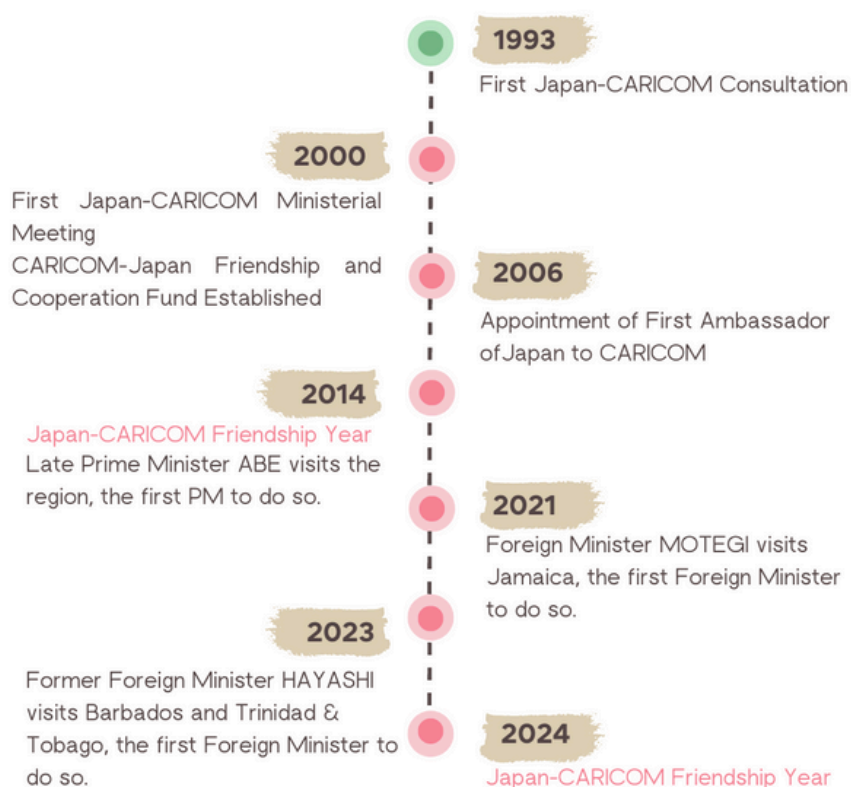 1993
First Japan-CARICOM Consultation
2000
First Japan-CARICOM Ministerial
Meeting
CARICOM-Japan Friendship and
Cooperation Fund Established
2006
Appointment of First Ambassador
ofJapan to CARICOM
2014
Japan-CARICOM Friendship Year
Late Prime Minister ABE visits the
region, the first PM to do so.
2021
Foreign Minister MOTEGI visits
Jamaica, the first Foreign Minister
to do so.
2023
Former Foreign Minister HAYASHI
visits Barbados and Trinidad &
Tobago, the first Foreign Minister to
do so.
2024
Japan-CARICOM Friendship Year